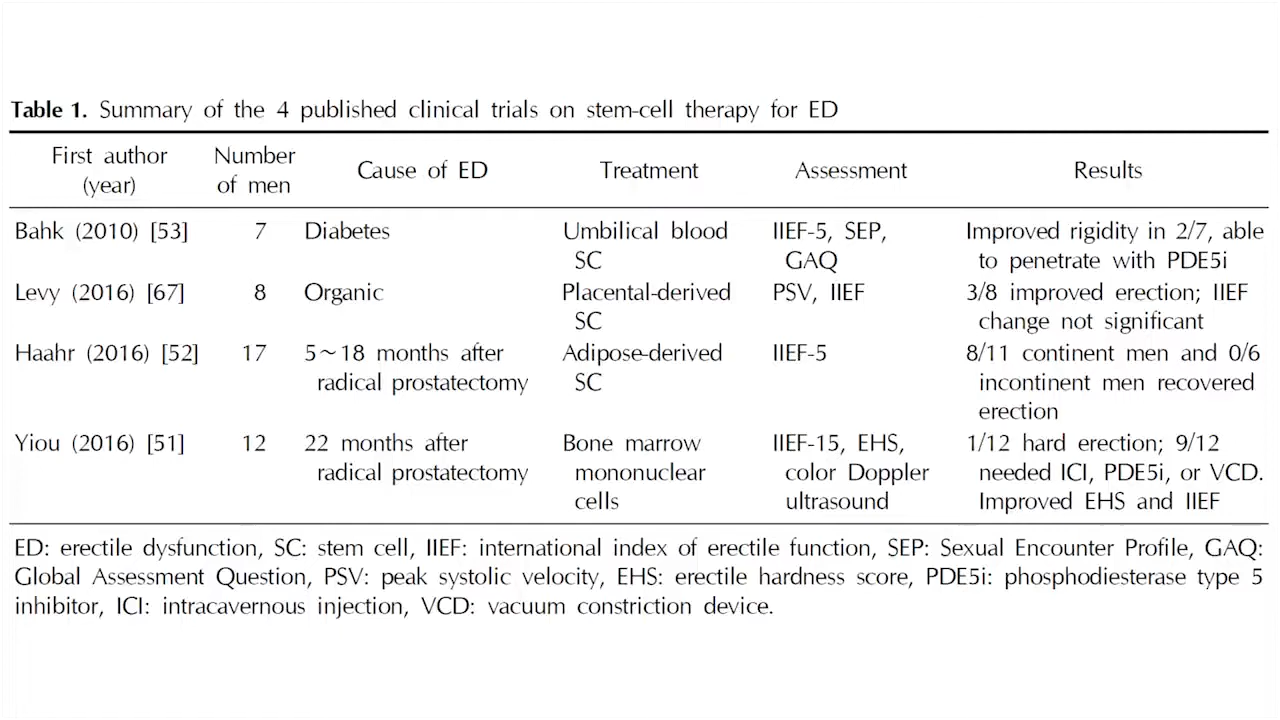 Table 1. Summary of the 4 published clinical trials on stem-cell therapy for ED
First author (year) Number of men Cause of ED Treatment Assessment Results
Bahk (2010) [53] 7 Diabetes Umbilical blood SC IIEF-5, SEP, GAQ Improved rigidity in 2/7, able to penetrate with PDE5i
Levy (2016) [67] 8 Organic Placental-derived SC PSV, IIEF 3/8 improved erection; IIEF change not significant
Haahr (2016) [52] 17 5~18 months after radical prostatectomy Adipose-derived SC IIEF-5 8/11 continent men and 0/6 incontinent men recovered erection
Yiou (2016) [51] 12 22 months after radical prostatectomy Bone marrow mononuclear cells IIEF-15, EHS, color Doppler ultrasound 1/12 hard erection; 9/12 needed ICI, PDE5i, or VCD. Improved EHS and IIEF
ED: erectile dysfunction, SC: stem cell, IIEF: international index of erectile function, SEP: Sexual Encounter Profile, GAQ:
Global Assessment Question, PSV: peak systolic velocity, EHS: erectile hardness score, PDE5i: phosphodiesterase type 5
inhibitor, ICI: intracavernous injection, VCD: vacuum constriction device.